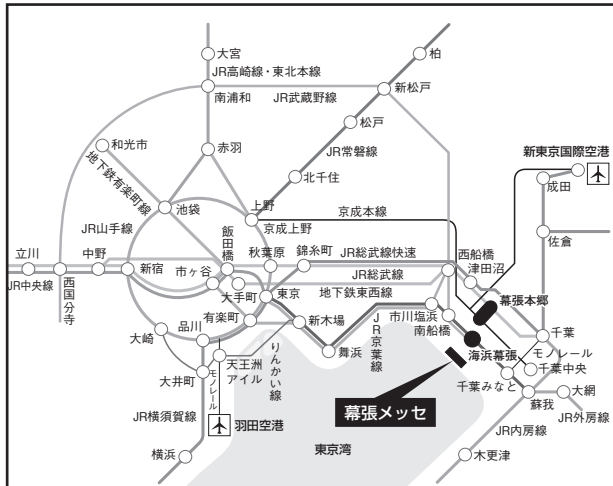 柏
大宮
JR高崎線・東北本線
新松戸
南浦和
JR武蔵野線
和光市
松戸
新東京国際空港
赤羽
JR常磐線
成田
地下鉄有楽町線
北千住
池袋
上野
京成本線
JR山手線
京成上野
佐倉
飯田橋
立川
中野
新宿
市ヶ谷
秋葉原
錦糸町
JR総武線快速
西船橋
津田沼
JR中央線
西国分寺
大手町
東京
JR総武線
地下鉄東西線
幕張本郷
大崎
品川
有楽町
新木場
JR京葉線
市川塩浜
南船橋
千葉
りんかい線
舞浜
海浜幕張
モノレール
千葉中央
大井町
天王洲
アイル
千葉みなと
モノレール
幕張メッセ
蘇我
大網
JR横須賀線
羽田空港
JR外房線
東京湾
JR内房線
横浜
木更津